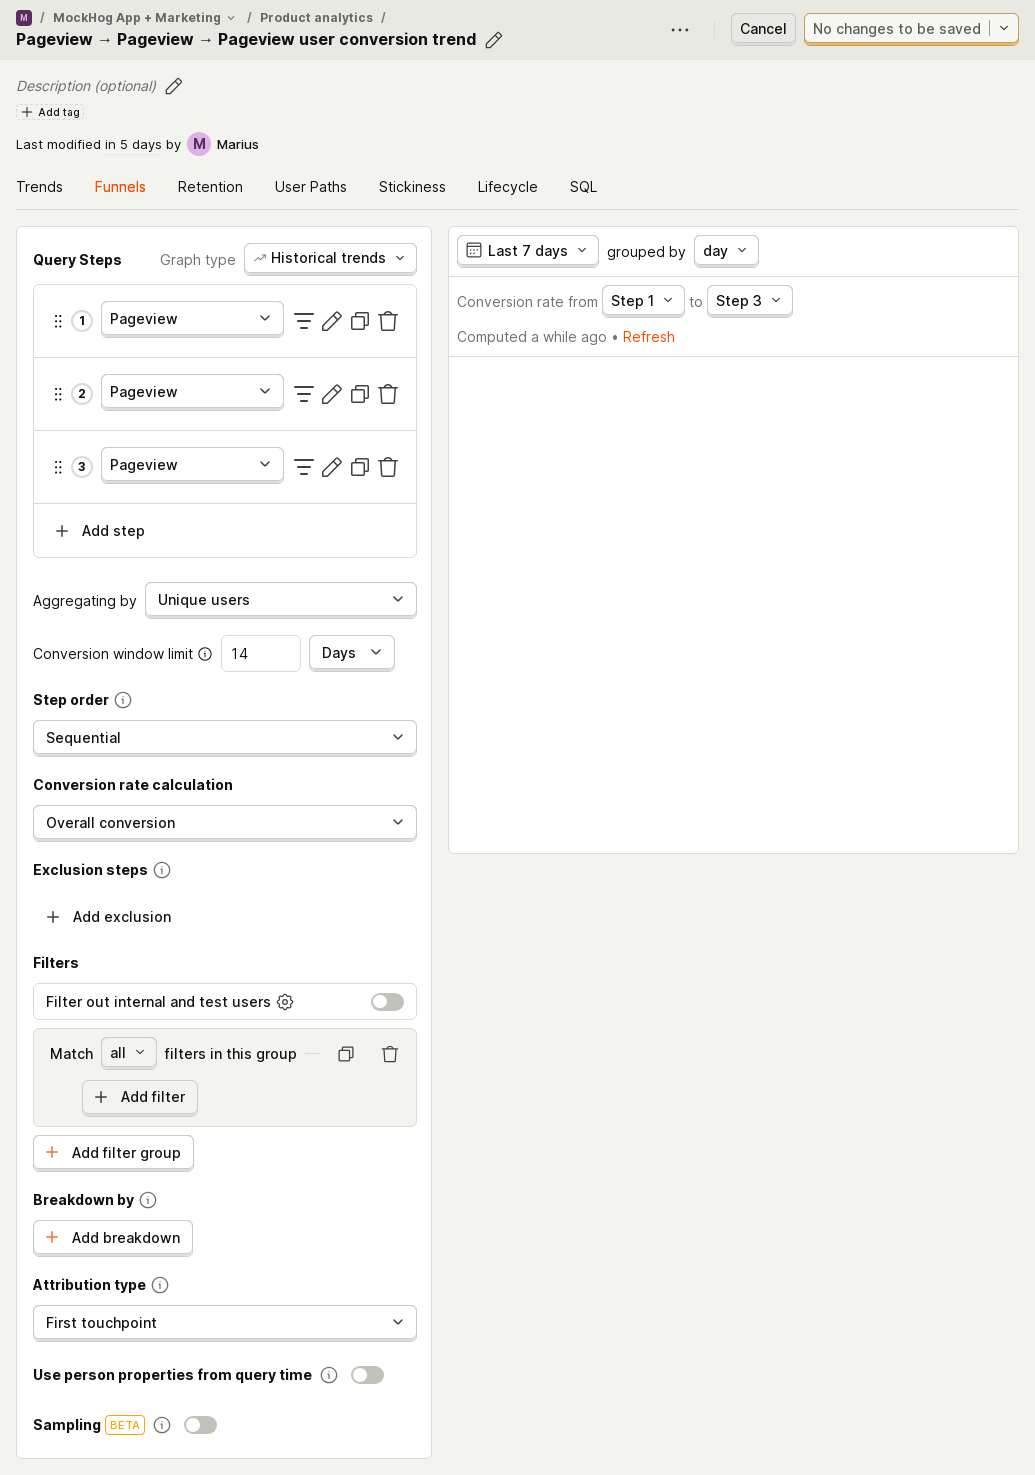 M / MockHog App + Marketing / Product analytics /
Pageview → Pageview → Pageview user conversion trend
Cancel
No changes to be saved
Description (optional)
Add tag
Last modified in 5 days by M Marius
Trends Funnels Retention User Paths Stickiness Lifecycle SQL
Query Steps Graph type Historical trends
1 Pageview
2 Pageview
3 Pageview
Add step
Aggregating by Unique users
Conversion window limit 14 Days
Step order
Sequential
Conversion rate calculation
Overall conversion
Exclusion steps
Add exclusion
Filters
Filter out internal and test users
Match all filters in this group
Add filter
Add filter group
Breakdown by
Add breakdown
Attribution type
First touchpoint
Use person properties from query time
Sampling BETA
Last 7 days grouped by day
Conversion rate from Step 1 to Step 3
Computed a while ago • Refresh